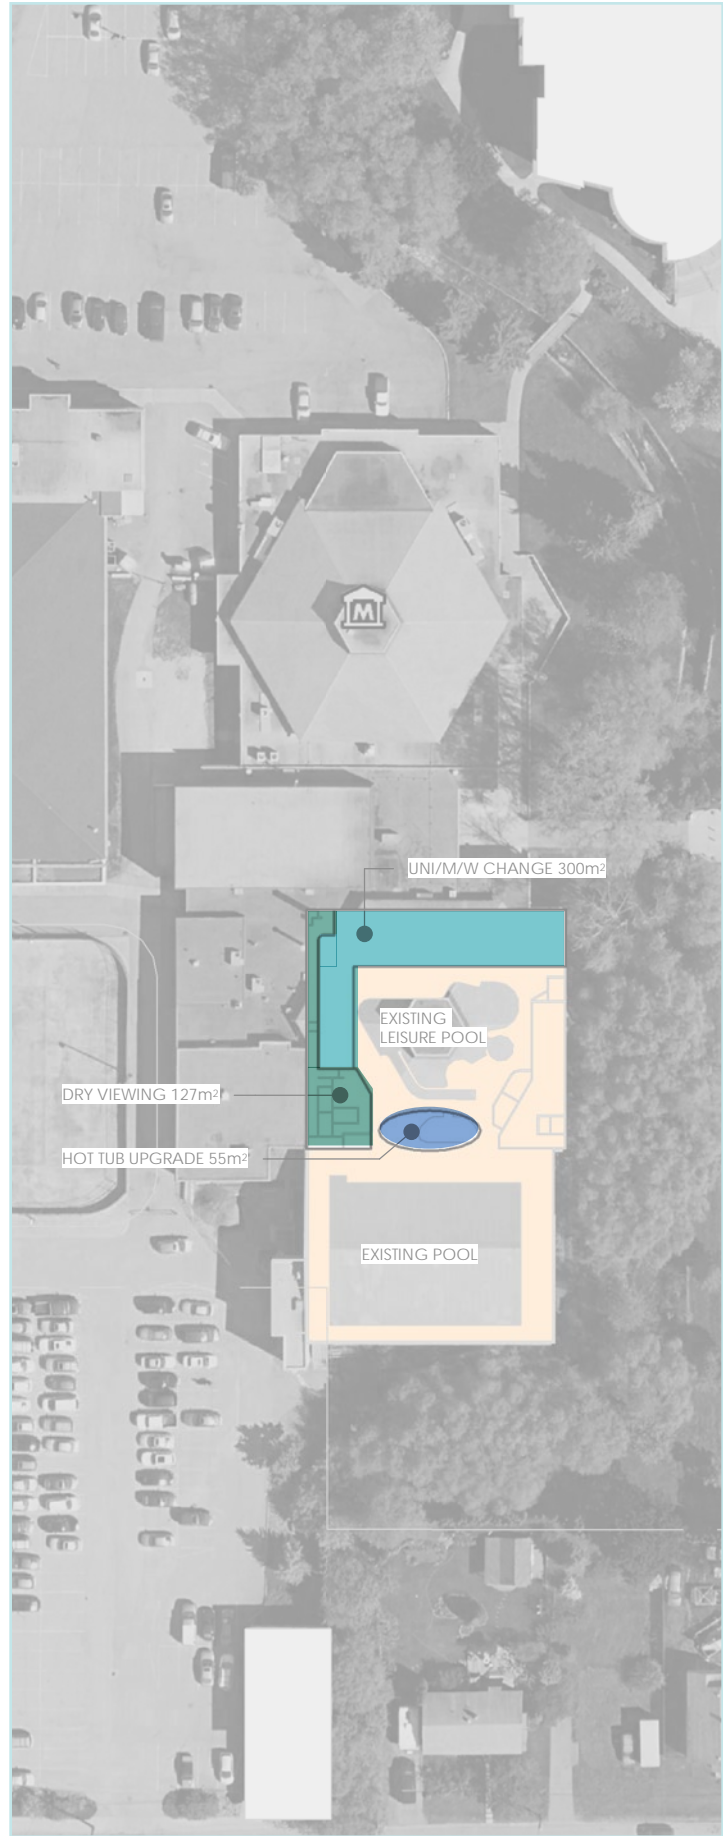 M
UNI/M/W CHANGE 300m²
EXISTING
LEISURE POOL
DRY VIEWING 127m²
HOT TUB UPGRADE 55m²
EXISTING POOL